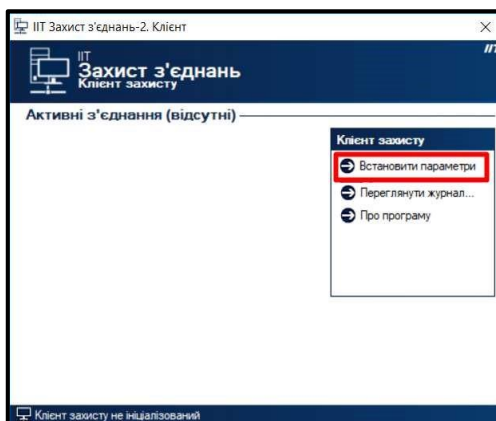 ІІТ Захист з'єднань-2. Клієнт
ІІТ
ІІТ
Захист з'єднань
Клієнт захисту
Активні з'єднання (відсутні)
Клієнт захисту
Встановити параметри
Переглянути журнал...
Про програму
Клієнт захисту не ініціалізований